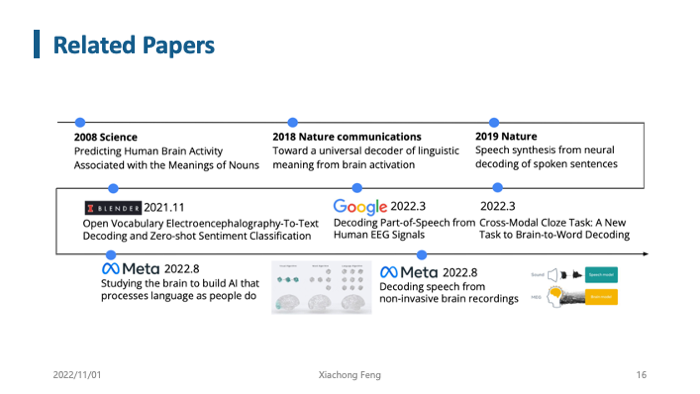 Related Papers
2008 Science
Predicting Human Brain Activity
Associated with the Meanings of Nouns
2018 Nature communications
Toward a universal decoder of linguistic
meaning from brain activation
2019 Nature
Speech synthesis from neural
decoding of spoken sentences
I BLENDER 2021.11
Open Vocabulary Electroencephalography-To-Text
Decoding and Zero-shot Sentiment Classification
Google 2022.3
Decoding Part-of-Speech from
Human EEG Signals
2022.3
Cross-Modal Cloze Task: A New
Task to Brain-to-Word Decoding
Meta 2022.8
Studying the brain to build AI that
processes language as people do
Meta 2022.8
Decoding speech from
non-invasive brain recordings
Sound
Speech model
MEG
Brain model
2022/11/01
Xiachong Feng
16